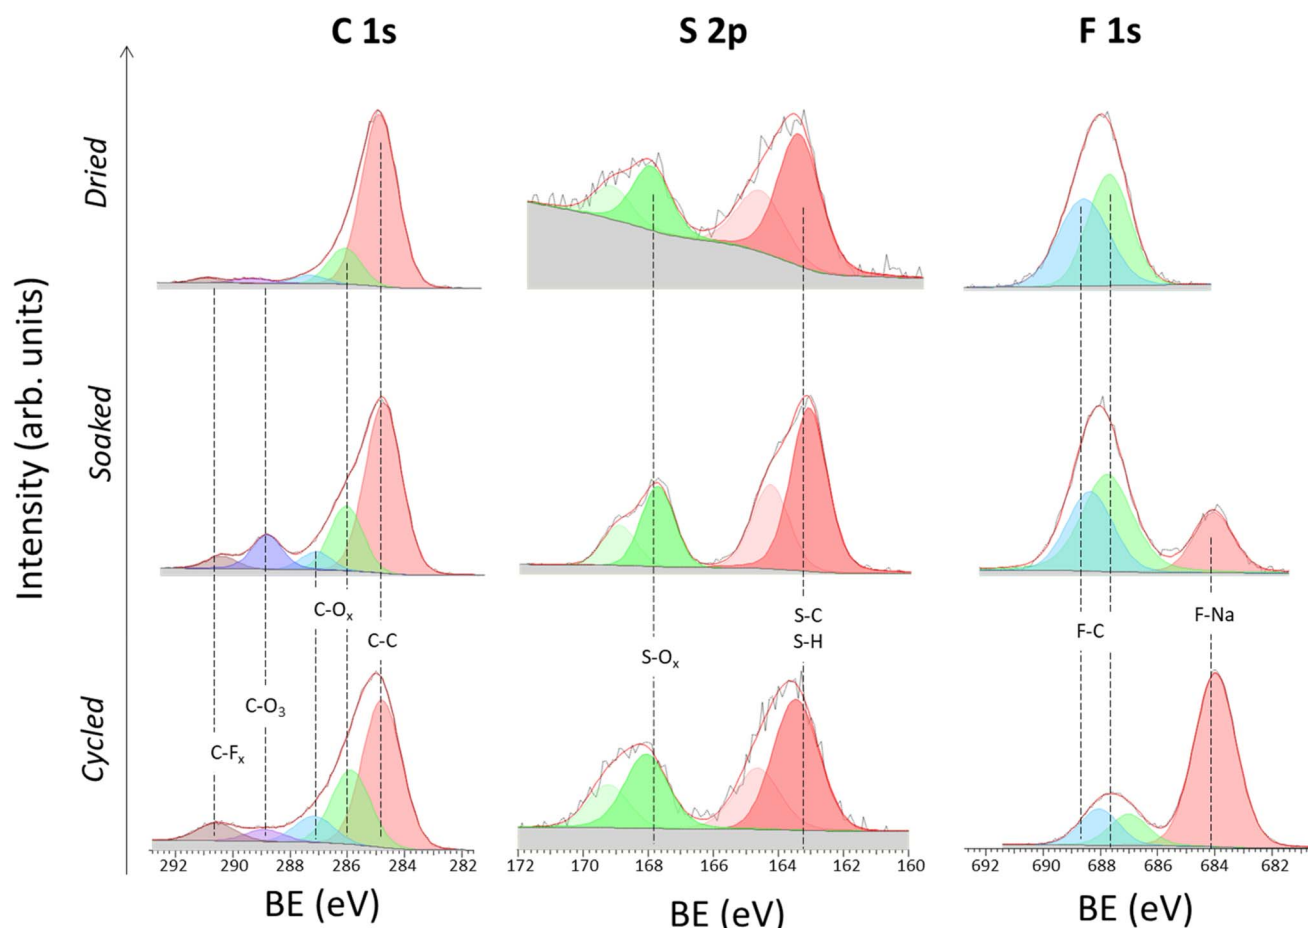 C 1s
S 2p
F 1s
Intensity (arb. units)
Dried
Soaked
Cycled
C-Oₓ
C-C
C-O₃
C-Fₓ
S-C
S-H
S-Oₓ
F-C
F-Na
292 290 288 286 284 282
172 170 168 166 164 162 160
692 690 688 686 684 682
BE (eV)
BE (eV)
BE (eV)